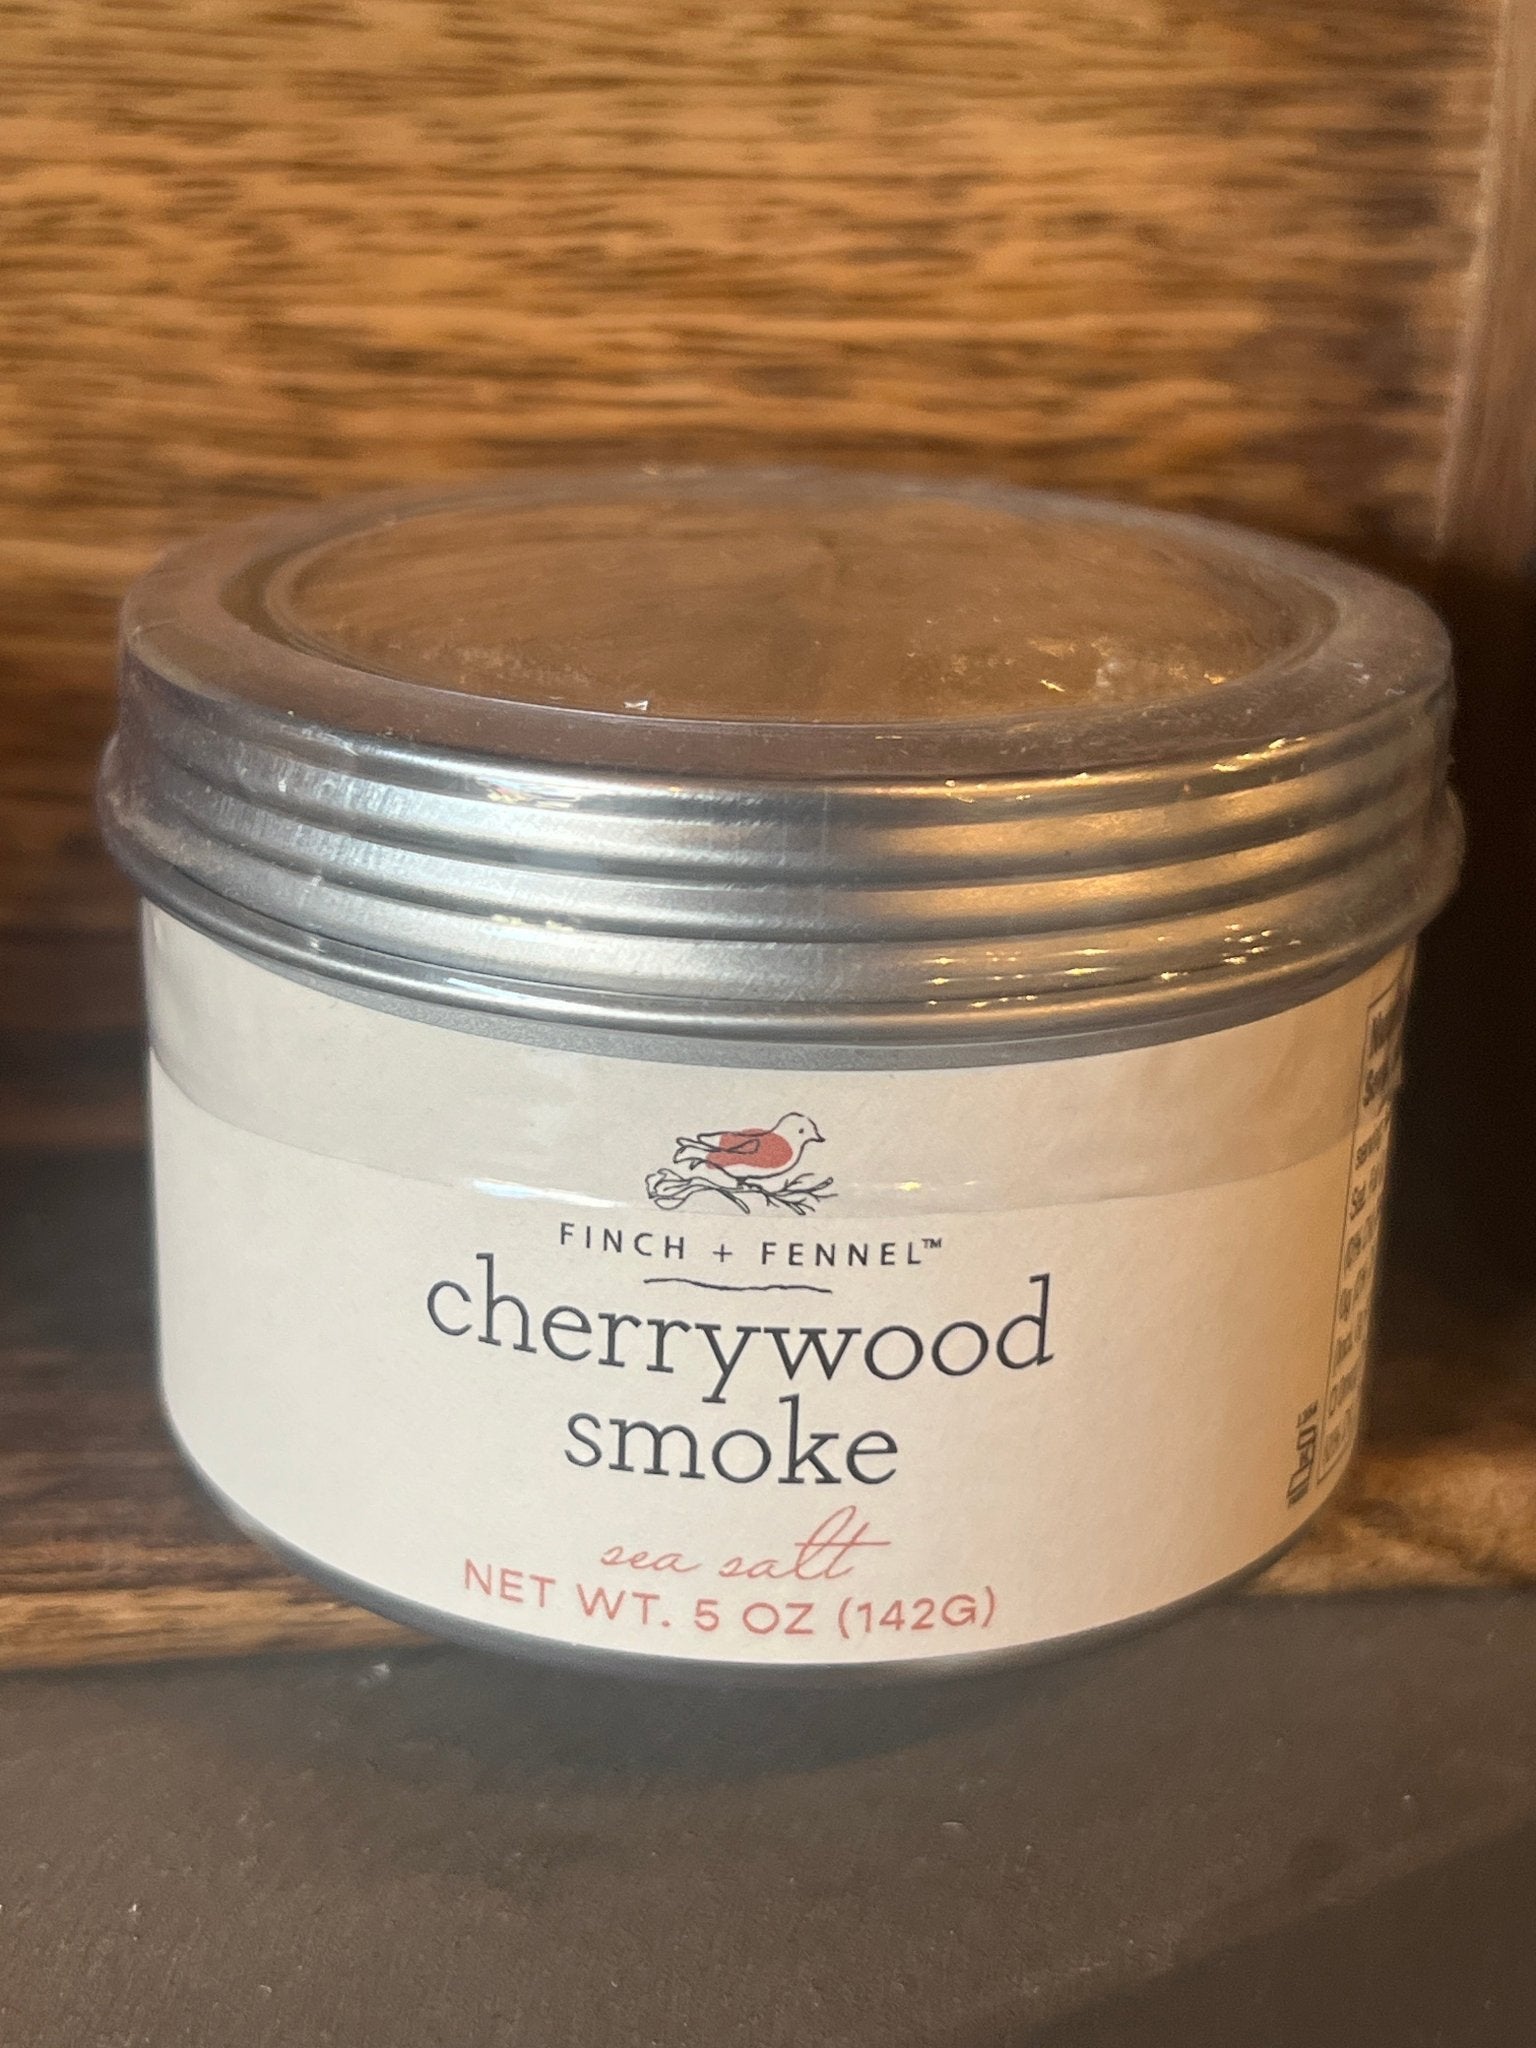 FINCH + FENNEL™
cherrywood
smoke
sea salt
NET WT. 5 OZ (142G)